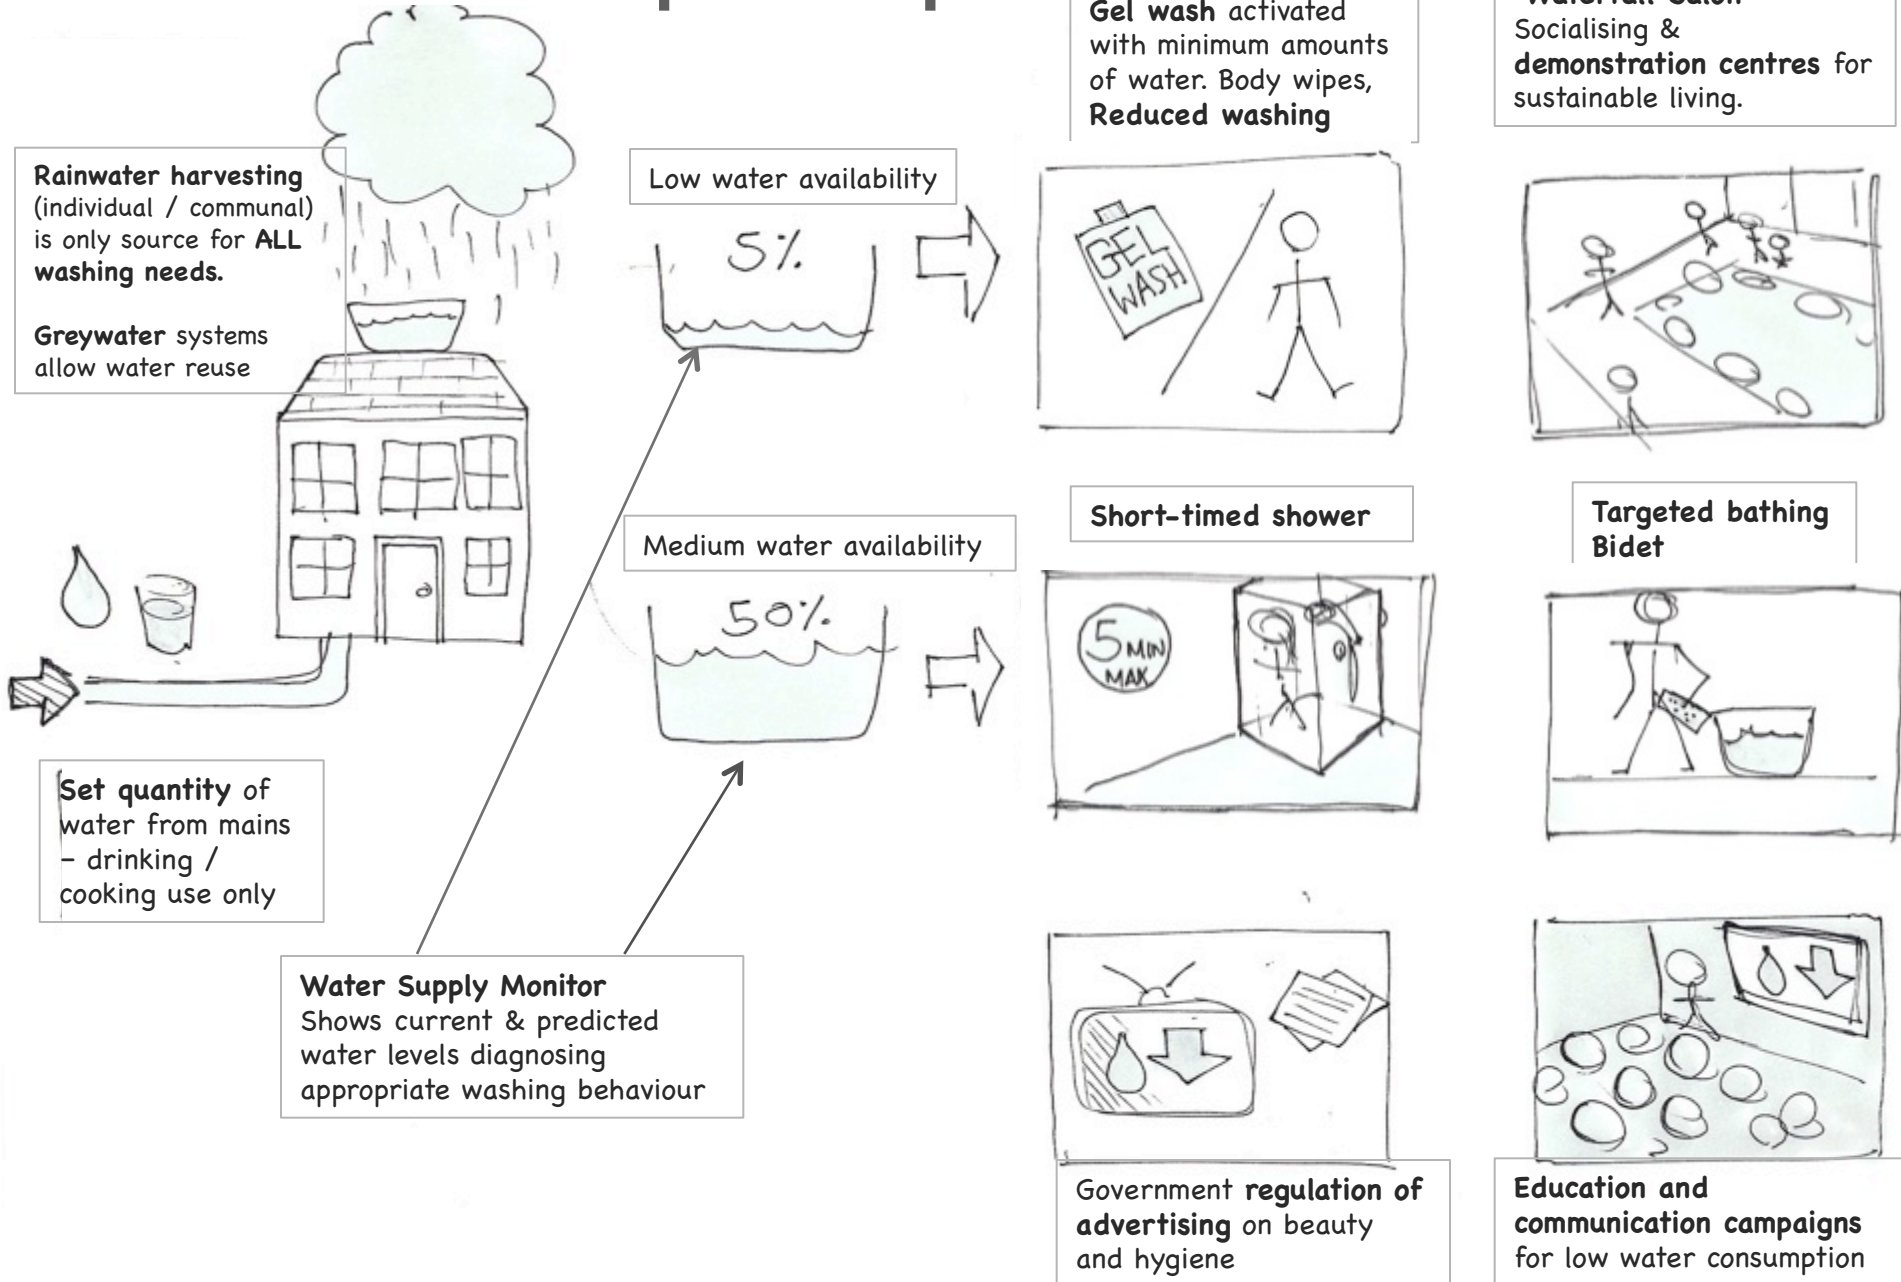 Gel wash activated
with minimum amounts
of water. Body wipes,
Reduced washing
Socialising &
demonstration centres for
sustainable living.
Rainwater harvesting
(individual / communal)
is only source for ALL
washing needs.
Greywater systems
allow water reuse
Low water availability
5%
GEL
WASH
Medium water availability
50%
Short-timed shower
5 MIN
MAX
Targeted bathing
Bidet
Set quantity of
water from mains
– drinking /
cooking use only
Water Supply Monitor
Shows current & predicted
water levels diagnosing
appropriate washing behaviour
Government regulation of
advertising on beauty
and hygiene
Education and
communication campaigns
for low water consumption